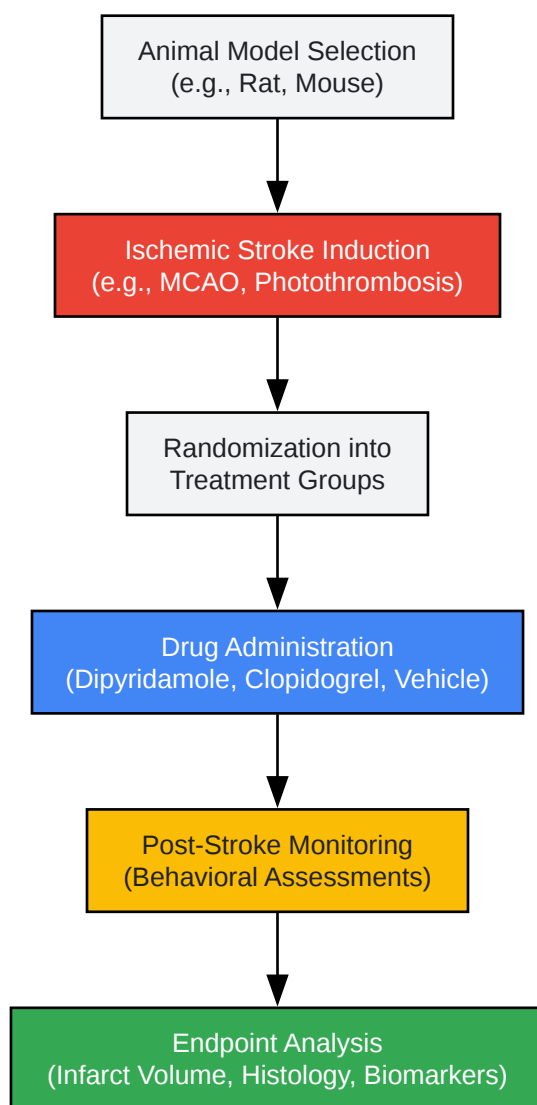 Animal Model Selection
(e.g., Rat, Mouse)
Ischemic Stroke Induction
(e.g., MCAO, Photothrombosis)
Randomization into
Treatment Groups
Drug Administration
(Dipyridamole, Clopidogrel, Vehicle)
Post-Stroke Monitoring
(Behavioral Assessments)
Endpoint Analysis
(Infarct Volume, Histology, Biomarkers)